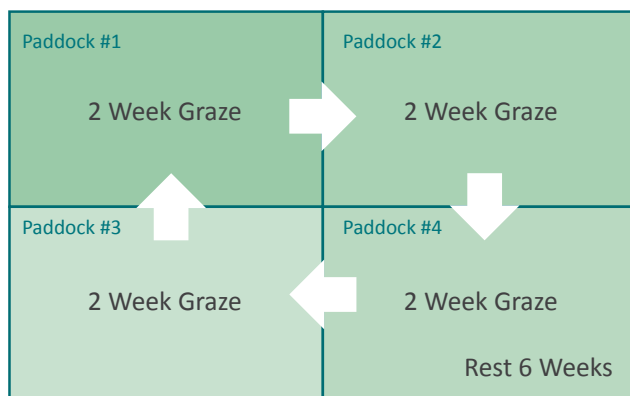 Paddock #1
2 Week Graze
Paddock #2
2 Week Graze
Paddock #3
2 Week Graze
Paddock #4
2 Week Graze
Rest 6 Weeks